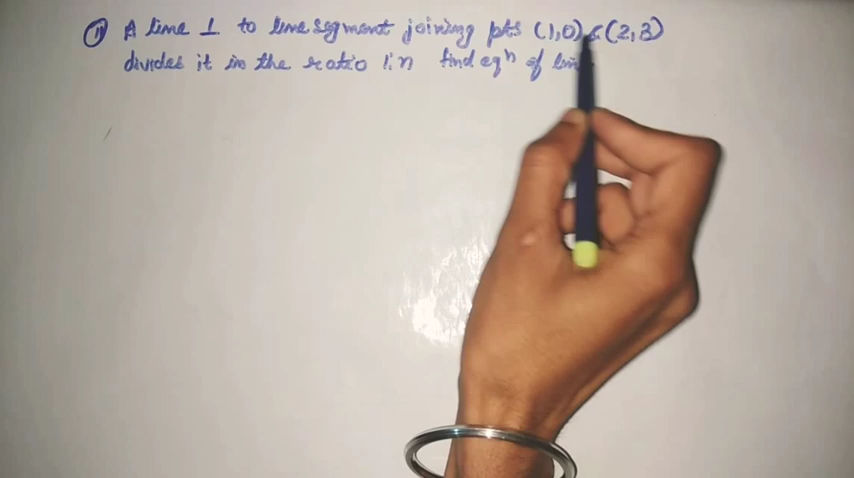 ① A line ⊥ to line segment joining pts (1,0) & (2,3)
divides it in the ratio 1:n find eqⁿ of line